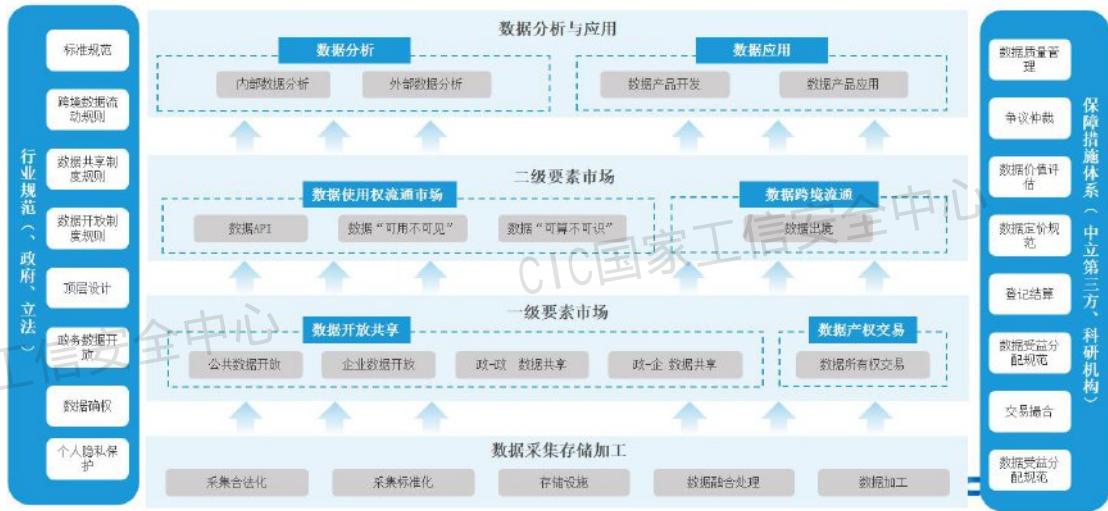 行业规范（、政府、立法）
标准规范
跨境数据流
动规则
数据共享制
度规则
数据开放制
度规则
顶层设计
政务数据开
放
数据确权
个人隐私保
护
数据分析与应用
数据分析
内部数据分析
外部数据分析
数据应用
数据产品开发
数据产品应用
二级要素市场
数据使用权流通市场
数据API
数据“可用不可见”
数据“可算不可识”
数据跨境流通
数据出境
一级要素市场
数据开放共享
公共数据开放
企业数据开放
政-政 数据共享
政-企 数据共享
数据产权交易
数据所有权交易
数据采集存储加工
采集合法化
采集标准化
存储设施
数据融合处理
数据加工
数据质量管
理
争议仲裁
数据价值评
估
数据定价规
范
登记结算
数据受益分
配规范
交易撮合
数据受益分
配规范
保障措施体系（中立第三方、科研机构）
CIC国家工信安全中心
工信安全中心